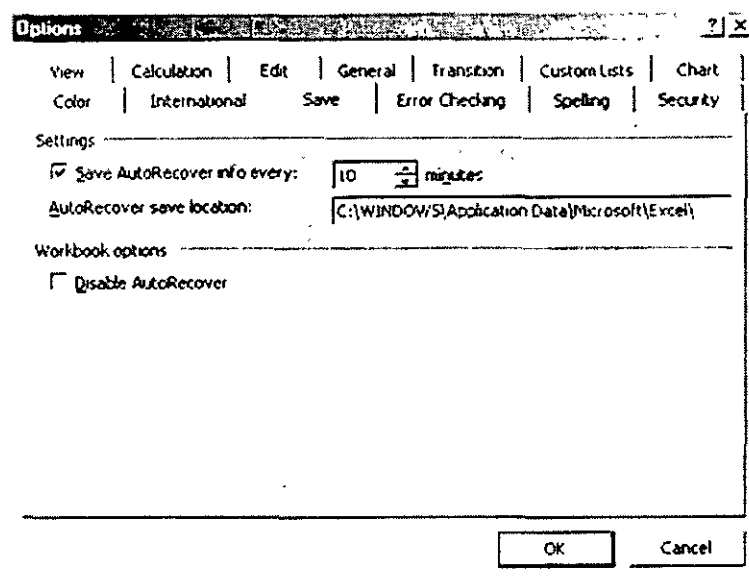 Options ? ×
View Calculation Edit General Transition Custom Lists Chart
Color International Save Error Checking Spelling Security
Settings
Save AutoRecover info every: 10 minutes
AutoRecover save location: C:\WINDOWS\Application Data\Microsoft\Excel\
Workbook options
Disable AutoRecover
OK Cancel